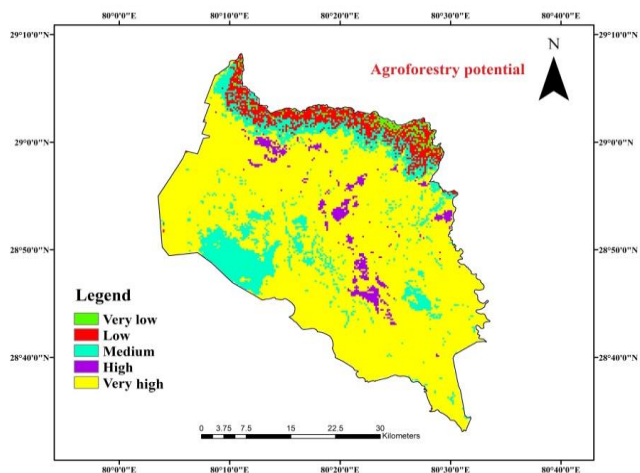 80°0'0"E 80°10'0"E 80°20'0"E 80°30'0"E 80°40'0"E
29°10'0"N 29°10'0"N
N
Agroforestry potential
29°0'0"N 29°0'0"N
28°50'0"N 28°50'0"N
Legend
Very low
Low
Medium
High
Very high
28°40'0"N 28°40'0"N
0 3.75 7.5 15 22.5 30
Kilometers
80°0'0"E 80°10'0"E 80°20'0"E 80°30'0"E 80°40'0"E